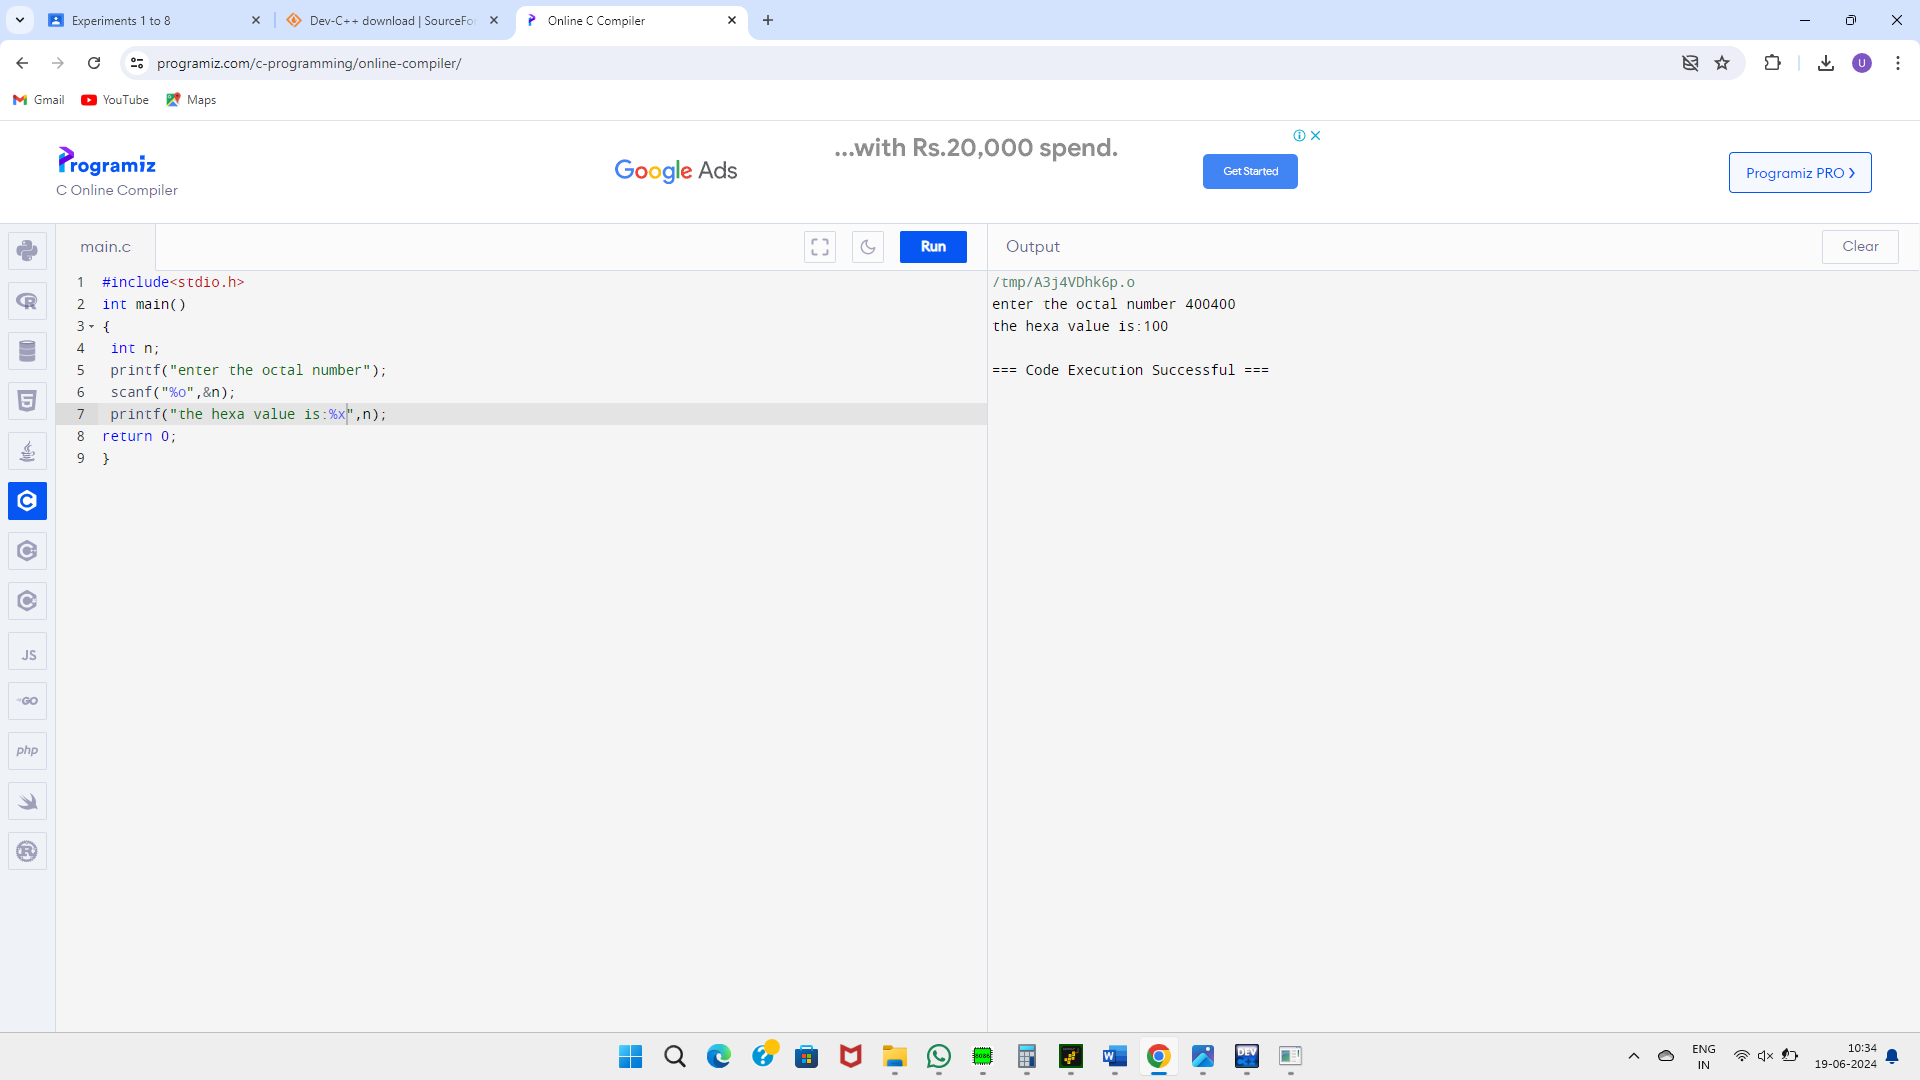 Experiments 1 to 8
Dev-C++ download | SourceFo
Online C Compiler
programiz.com/c-programming/online-compiler/
U
Gmail
YouTube
Maps
Programiz
C Online Compiler
Google Ads
...with Rs.20,000 spend.
Get Started
Programiz PRO ❯
main.c
Run
Output
Clear
1 #include<stdio.h>
2 int main()
3 {
4 int n;
5 printf("enter the octal number");
6 scanf("%o",&n);
7 printf("the hexa value is:%x",n);
8 return 0;
9 }
/tmp/A3j4VDhk6p.o
enter the octal number 400400
the hexa value is:100
=== Code Execution Successful ===
JS
GO
php
W
DEV
C++
ENG
IN
10:34
19-06-2024